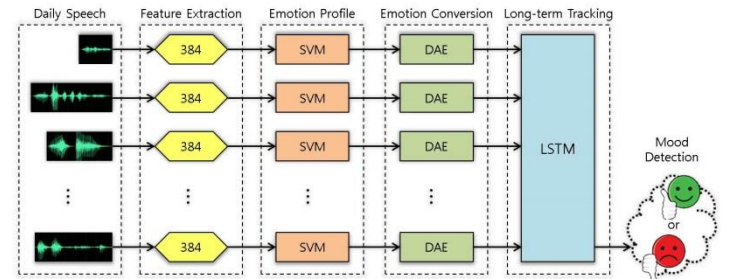 Daily Speech Feature Extraction Emotion Profile Emotion Conversion Long-term Tracking
384 SVM DAE
384 SVM DAE
384 SVM DAE
LSTM
Mood
Detection
⋮ ⋮ ⋮ ⋮
or
384 SVM DAE